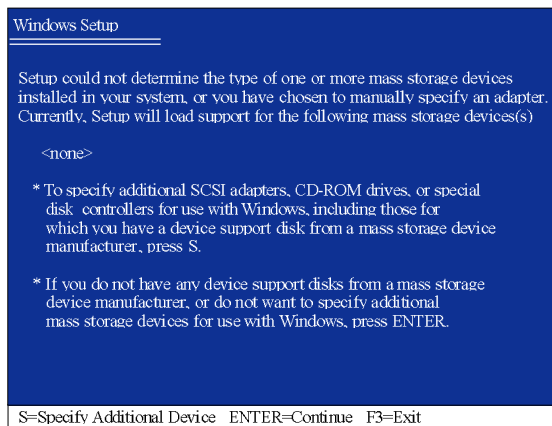 Windows Setup
Setup could not determine the type of one or more mass storage devices
installed in your system, or you have chosen to manually specify an adapter.
Currently, Setup will load support for the following mass storage devices(s)
<none>
* To specify additional SCSI adapters, CD-ROM drives, or special
disk controllers for use with Windows, including those for
which you have a device support disk from a mass storage device
manufacturer, press S.
* If you do not have any device support disks from a mass storage
device manufacturer, or do not want to specify additional
mass storage devices for use with Windows, press ENTER.
S=Specify Additional Device ENTER=Continue F3=Exit